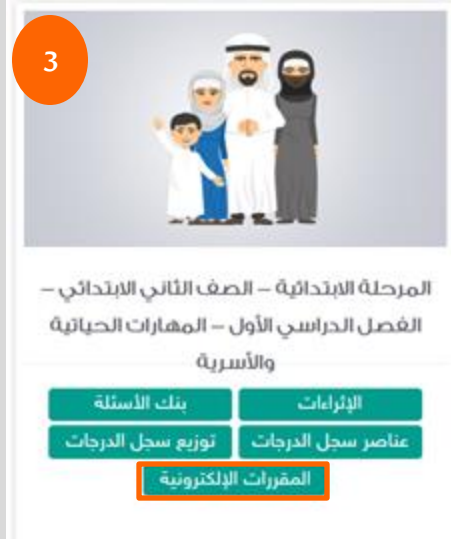 3
المرحلة الابتدائية – الصف الثاني الابتدائي –
الفصل الدراسي الأول – المهارات الحياتية
والأسرية
الإثراءات
بنك الأسئلة
عناصر سجل الدرجات
توزيع سجل الدرجات
المقررات الإلكترونية